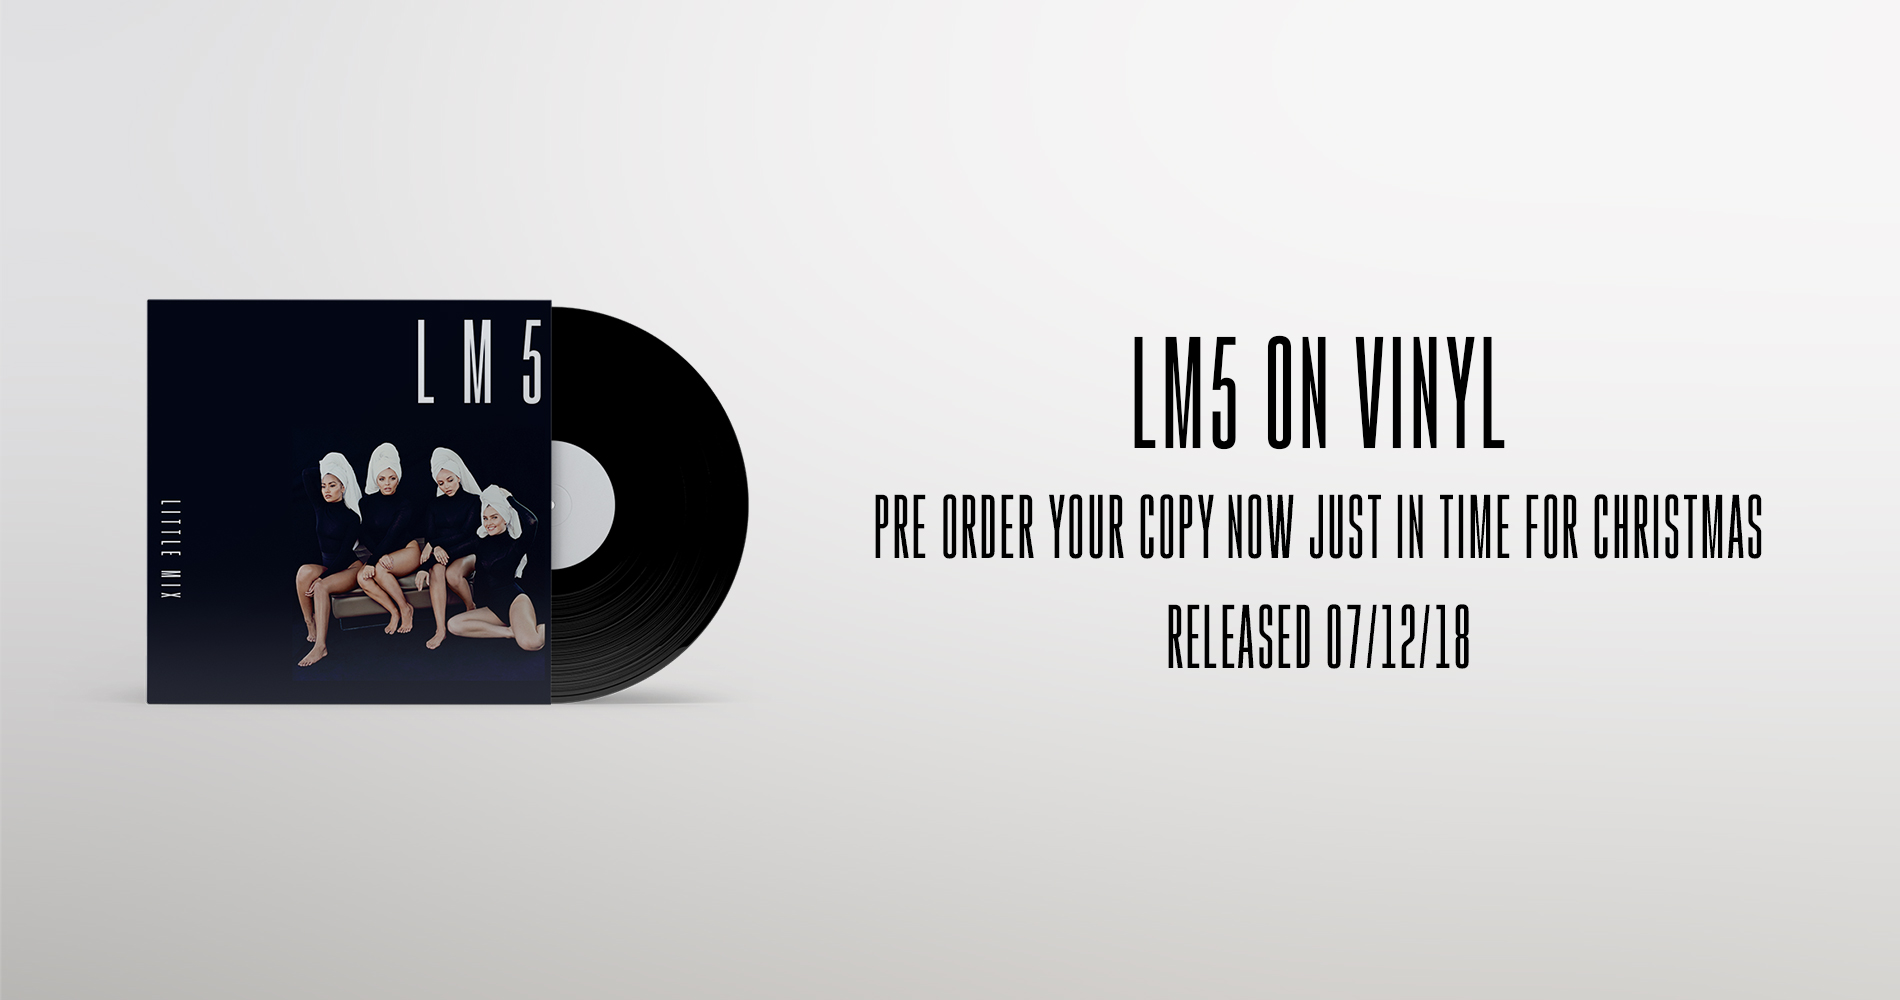 L M 5
LITTLE MIX
LM5 ON VINYL
PRE ORDER YOUR COPY NOW JUST IN TIME FOR CHRISTMAS
RELEASED 07/12/18